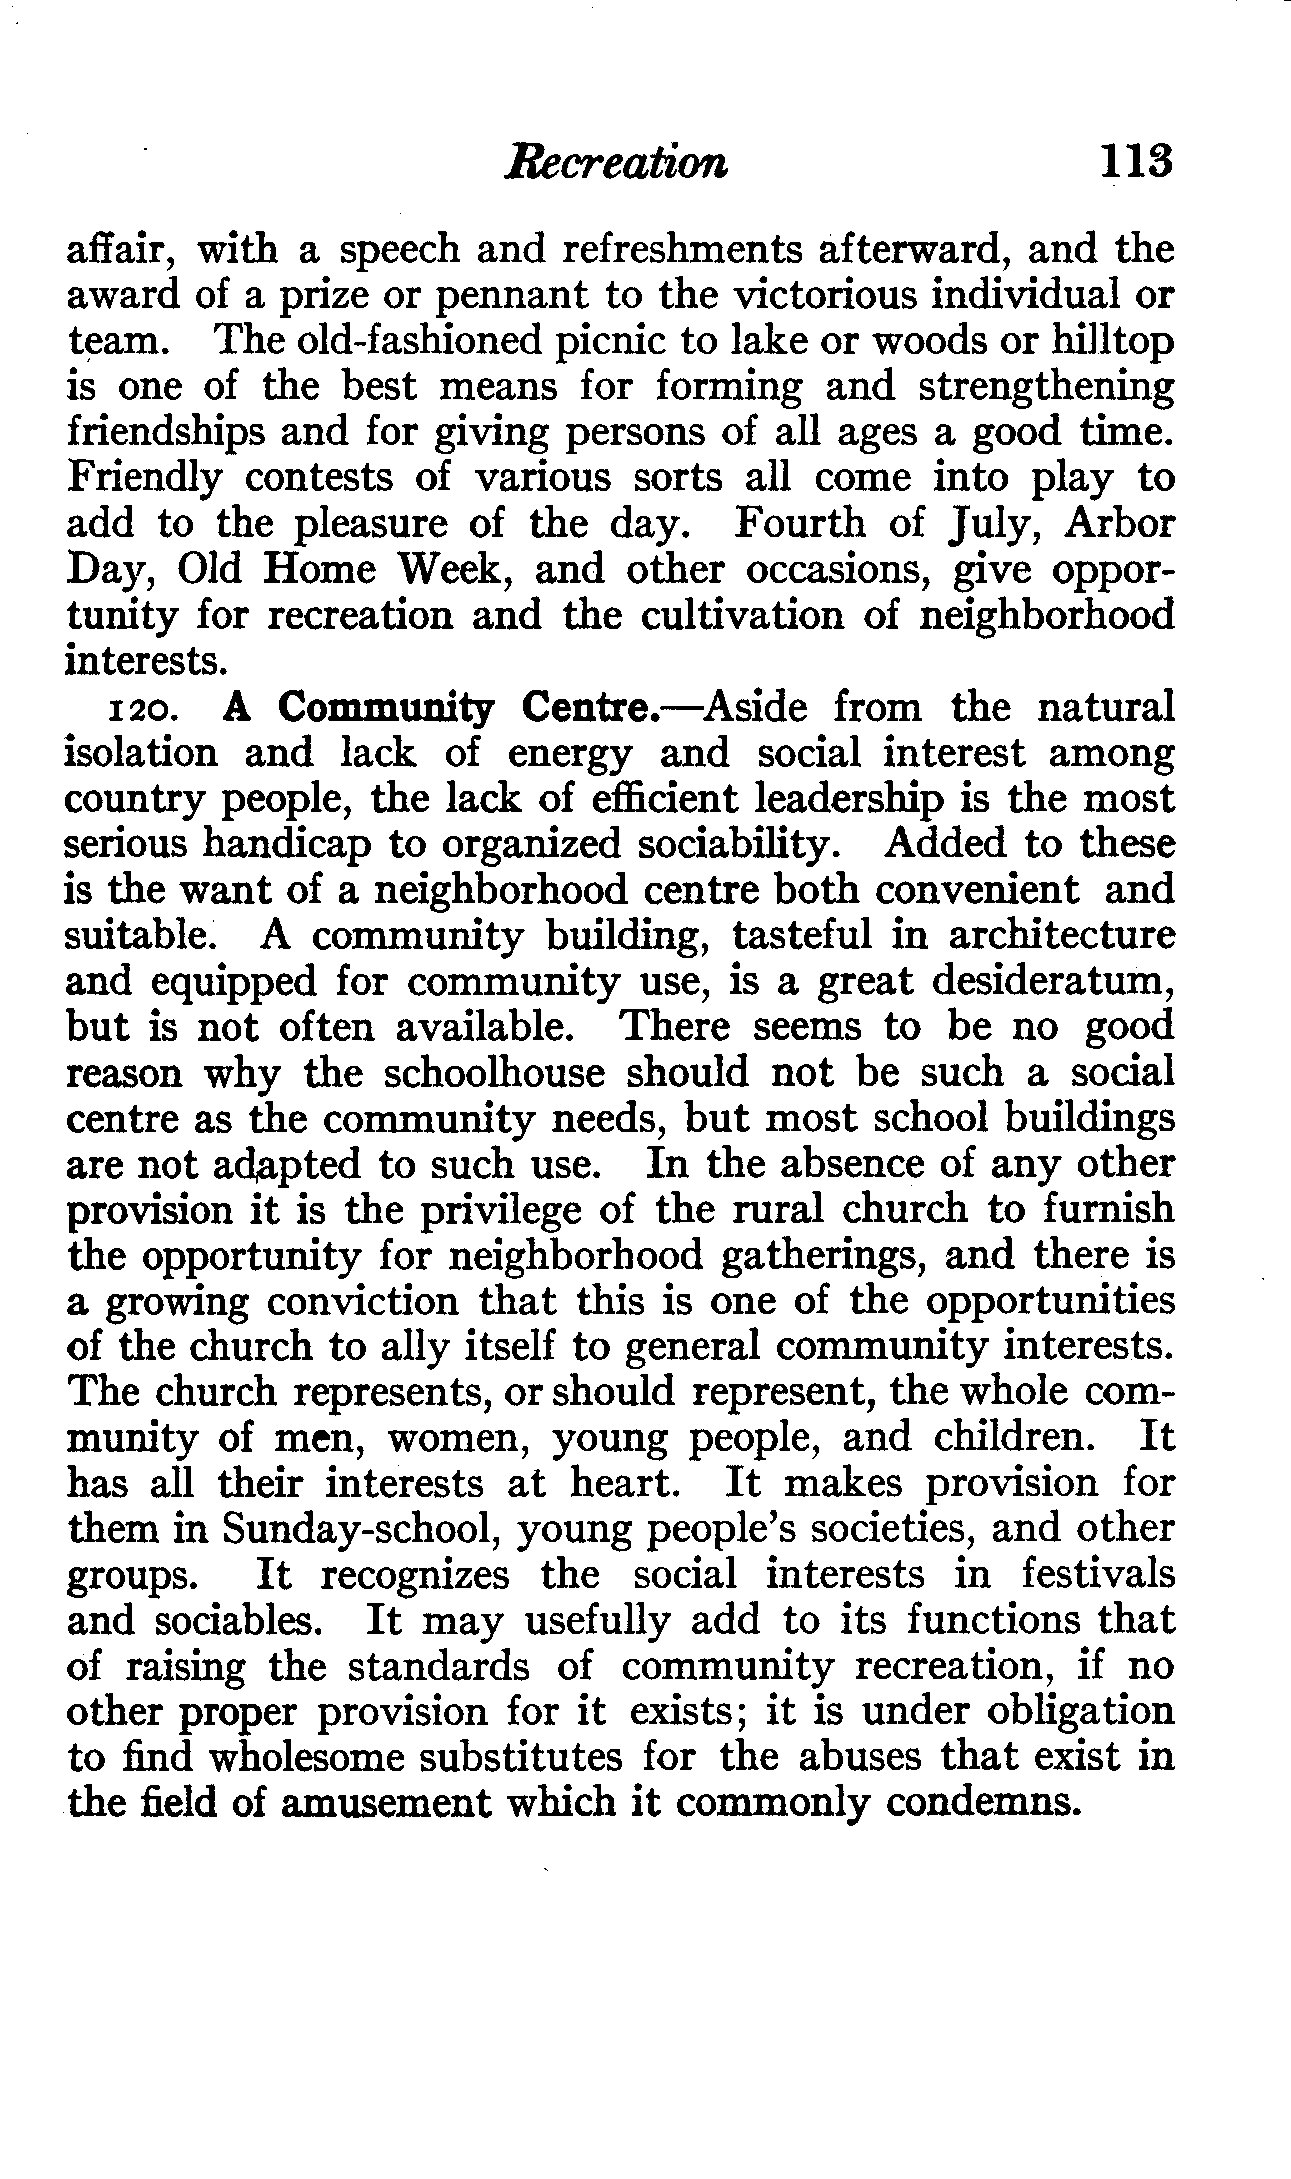 Recreation 113
affair, with a speech and refreshments afterward, and the
award of a prize or pennant to the victorious individual or
team. The old-fashioned picnic to lake or woods or hilltop
is one of the best means for forming and strengthening
friendships and for giving persons of all ages a good time.
Friendly contests of various sorts all come into play to
add to the pleasure of the day. Fourth of July, Arbor
Day, Old Home Week, and other occasions, give oppor-
tunity for recreation and the cultivation of neighborhood
interests.
120. A Community Centre.—Aside from the natural
isolation and lack of energy and social interest among
country people, the lack of efficient leadership is the most
serious handicap to organized sociability. Added to these
is the want of a neighborhood centre both convenient and
suitable. A community building, tasteful in architecture
and equipped for community use, is a great desideratum,
but is not often available. There seems to be no good
reason why the schoolhouse should not be such a social
centre as the community needs, but most school buildings
are not adapted to such use. In the absence of any other
provision it is the privilege of the rural church to furnish
the opportunity for neighborhood gatherings, and there is
a growing conviction that this is one of the opportunities
of the church to ally itself to general community interests.
The church represents, or should represent, the whole com-
munity of men, women, young people, and children. It
has all their interests at heart. It makes provision for
them in Sunday-school, young people's societies, and other
groups. It recognizes the social interests in festivals
and sociables. It may usefully add to its functions that
of raising the standards of community recreation, if no
other proper provision for it exists; it is under obligation
to find wholesome substitutes for the abuses that exist in
the field of amusement which it commonly condemns.